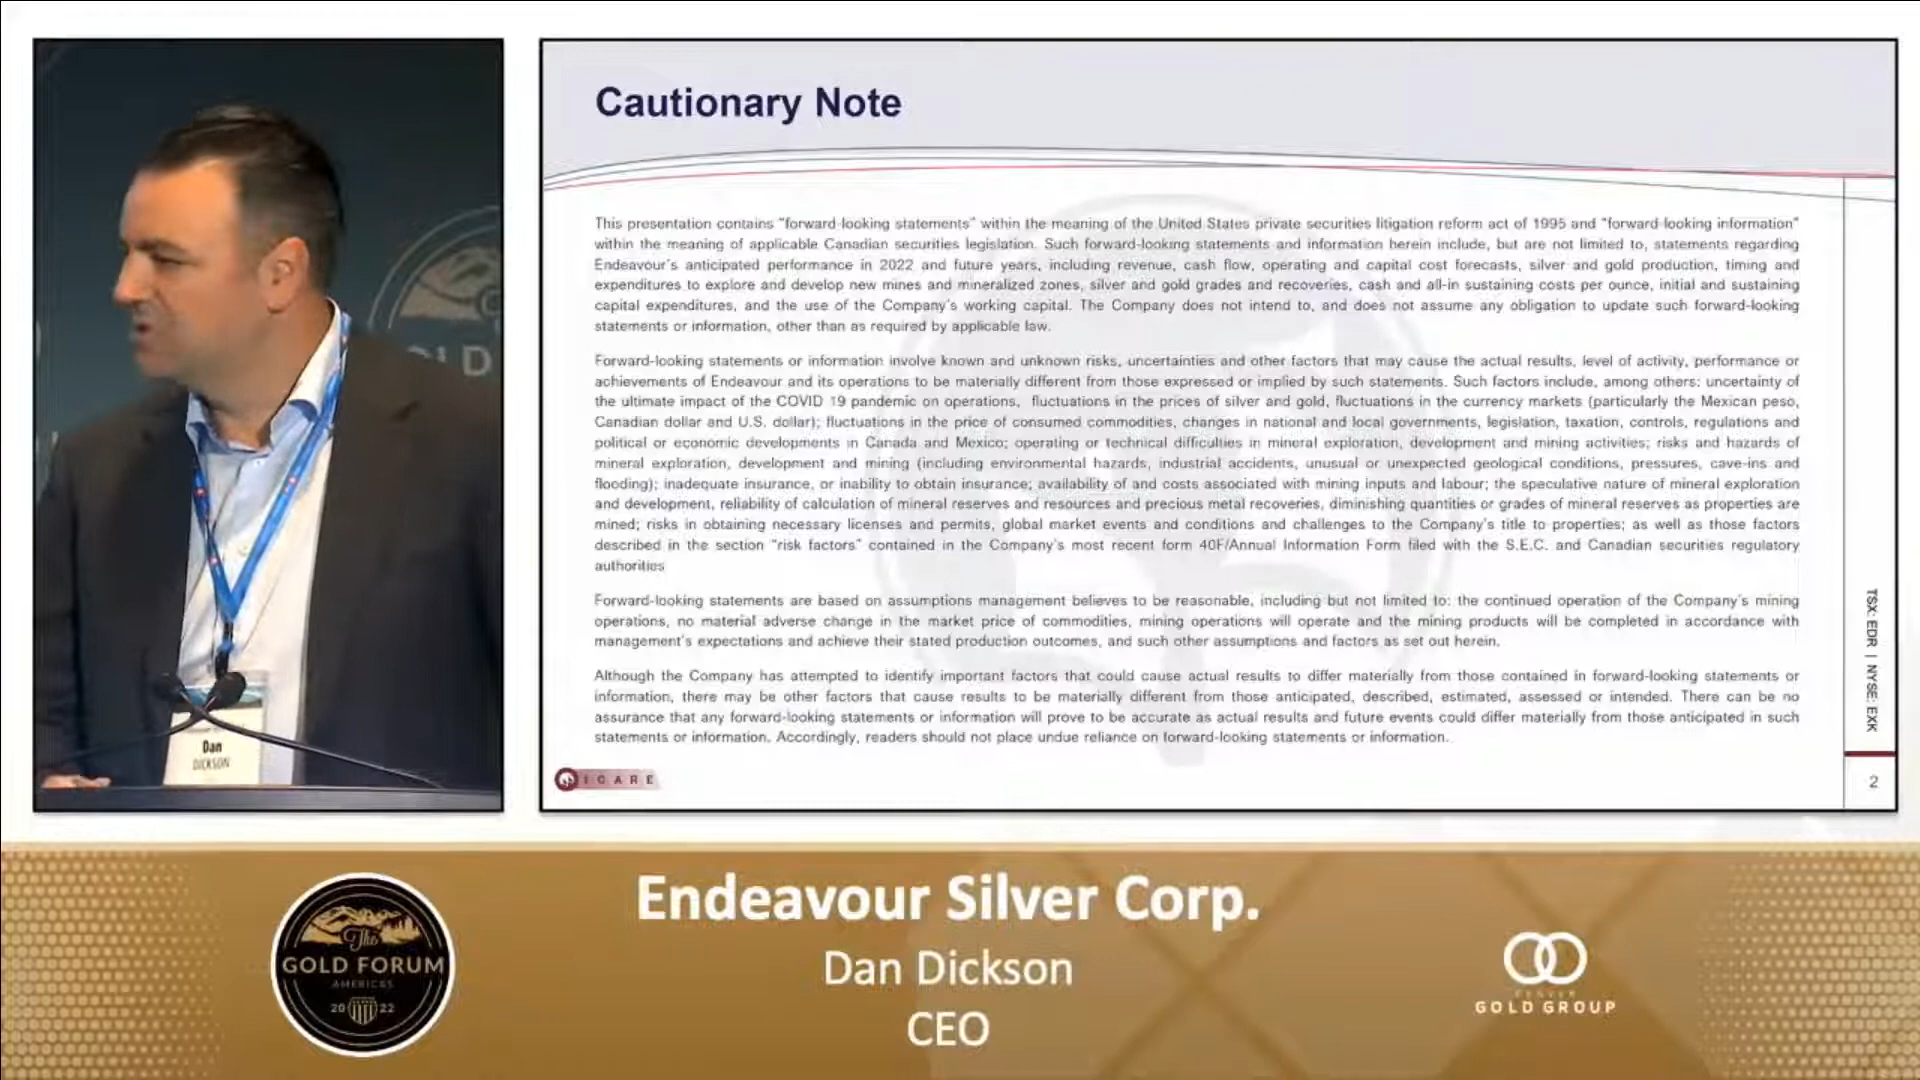 Cautionary Note
This presentation contains "forward-looking statements" within the meaning of the United States private securities litigation reform act of 1995 and "forward-looking information"
within the meaning of applicable Canadian securities legislation. Such forward-looking statements and information herein include, but are not limited to, statements regarding
Endeavour's anticipated performance in 2022 and future years, including revenue, cash flow, operating and capital cost forecasts, silver and gold production, timing and
expenditures to explore and develop new mines and mineralized zones, silver and gold grades and recoveries, cash and all-in sustaining costs per ounce, initial and sustaining
capital expenditures, and the use of the Company's working capital. The Company does not intend to, and does not assume any obligation to update such forward-looking
statements or information, other than as required by applicable law.
Forward-looking statements or information involve known and unknown risks, uncertainties and other factors that may cause the actual results, level of activity, performance or
achievements of Endeavour and its operations to be materially different from those expressed or implied by such statements. Such factors include, among others: uncertainty of
the ultimate impact of the COVID 19 pandemic on operations, fluctuations in the prices of silver and gold, fluctuations in the currency markets (particularly the Mexican peso,
Canadian dollar and U.S. dollar); fluctuations in the price of consumed commodities, changes in national and local governments, legislation, taxation, controls, regulations and
political or economic developments in Canada and Mexico; operating or technical difficulties in mineral exploration, development and mining activities; risks and hazards of
mineral exploration, development and mining (including environmental hazards, industrial accidents, unusual or unexpected geological conditions, pressures, cave-ins and
flooding); inadequate insurance, or inability to obtain insurance; availability of and costs associated with mining inputs and labour; the speculative nature of mineral exploration
and development, reliability of calculation of mineral reserves and resources and precious metal recoveries, diminishing quantities or grades of mineral reserves as properties are
mined; risks in obtaining necessary licenses and permits, global market events and conditions and challenges to the Company's title to properties; as well as those factors
described in the section "risk factors" contained in the Company's most recent form 40F/Annual Information Form filed with the S.E.C. and Canadian securities regulatory
authorities
Forward-looking statements are based on assumptions management believes to be reasonable, including but not limited to: the continued operation of the Company's mining
operations, no material adverse change in the market price of commodities, mining operations will operate and the mining products will be completed in accordance with
management's expectations and achieve their stated production outcomes, and such other assumptions and factors as set out herein.
Although the Company has attempted to identify important factors that could cause actual results to differ materially from those contained in forward-looking statements or
information, there may be other factors that cause results to be materially different from those anticipated, described, estimated, assessed or intended. There can be no
assurance that any forward-looking statements or information will prove to be accurate as actual results and future events could differ materially from those anticipated in such
statements or information. Accordingly, readers should not place undue reliance on forward-looking statements or information.
ICARE
TSX: EDR | NYSE: EXK
2
Dan
DICKSON
Endeavour Silver Corp.
Dan Dickson
CEO
The
GOLD FORUM
AMERICAS
20 22
GOLD GROUP